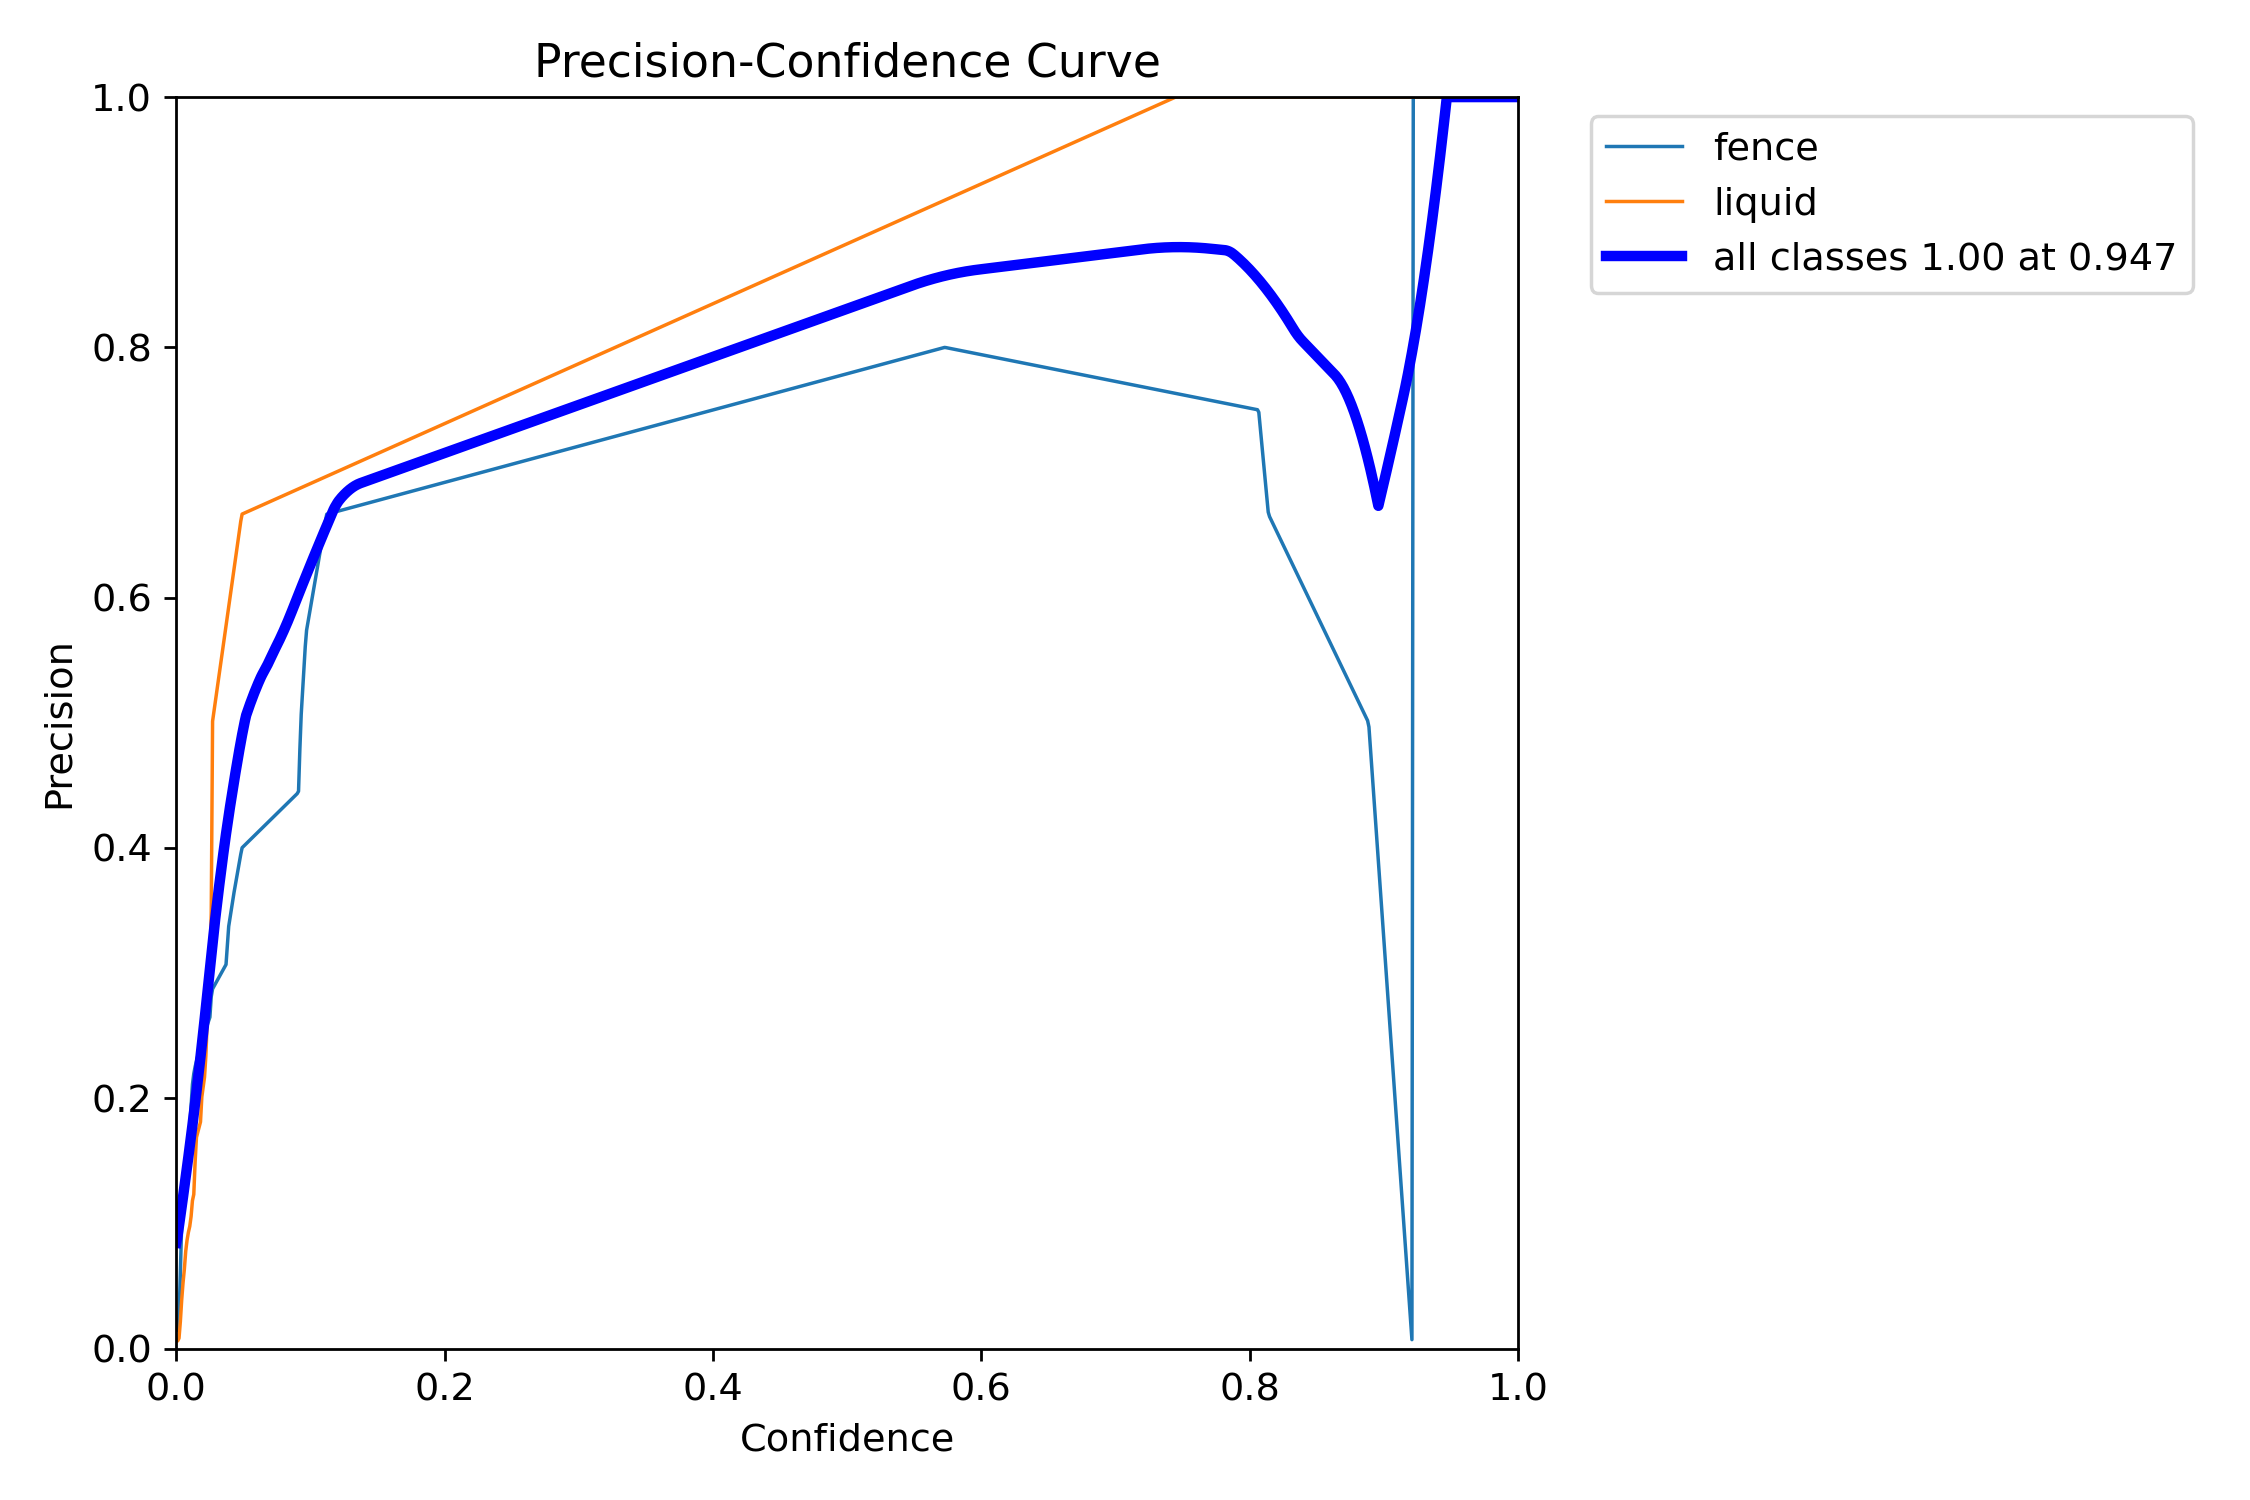 Precision-Confidence Curve
1.0
0.8
0.6
0.4
0.2
0.0
Precision
0.0 0.2 0.4 0.6 0.8 1.0
Confidence
fence
liquid
all classes 1.00 at 0.947